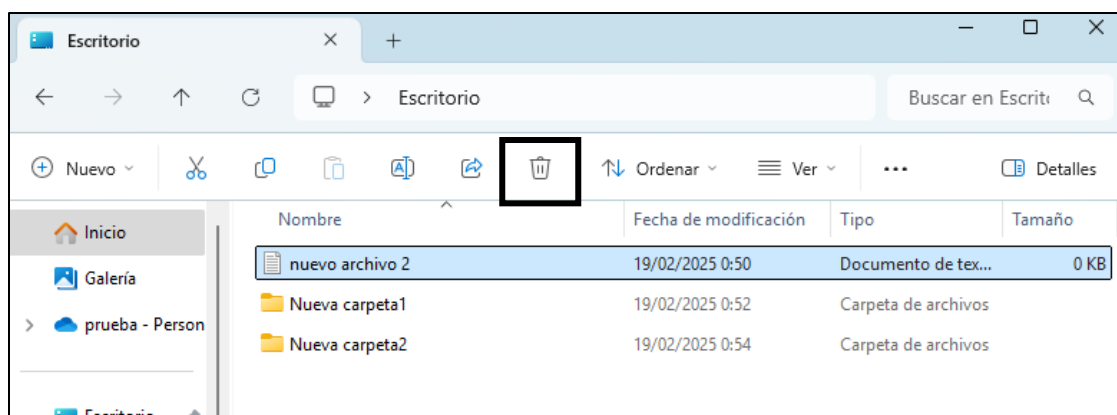 Escritorio
Escritorio
Buscar en Escrit
Nuevo
Ordenar
Ver
Detalles
Nombre
Fecha de modificación
Tipo
Tamaño
Inicio
nuevo archivo 2
19/02/2025 0:50
Documento de tex...
0 KB
Galería
Nueva carpeta1
19/02/2025 0:52
Carpeta de archivos
prueba - Person
Nueva carpeta2
19/02/2025 0:54
Carpeta de archivos
Escritorio